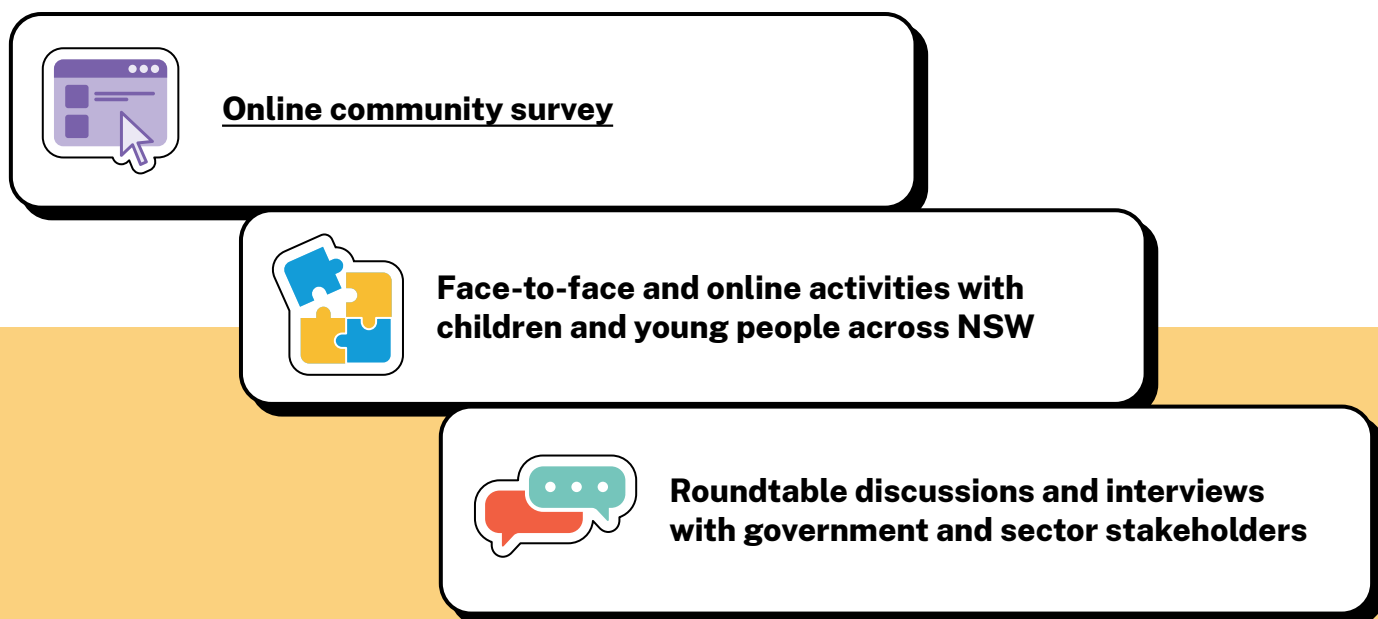 Online community survey
Face-to-face and online activities with
children and young people across NSW
Roundtable discussions and interviews
with government and sector stakeholders